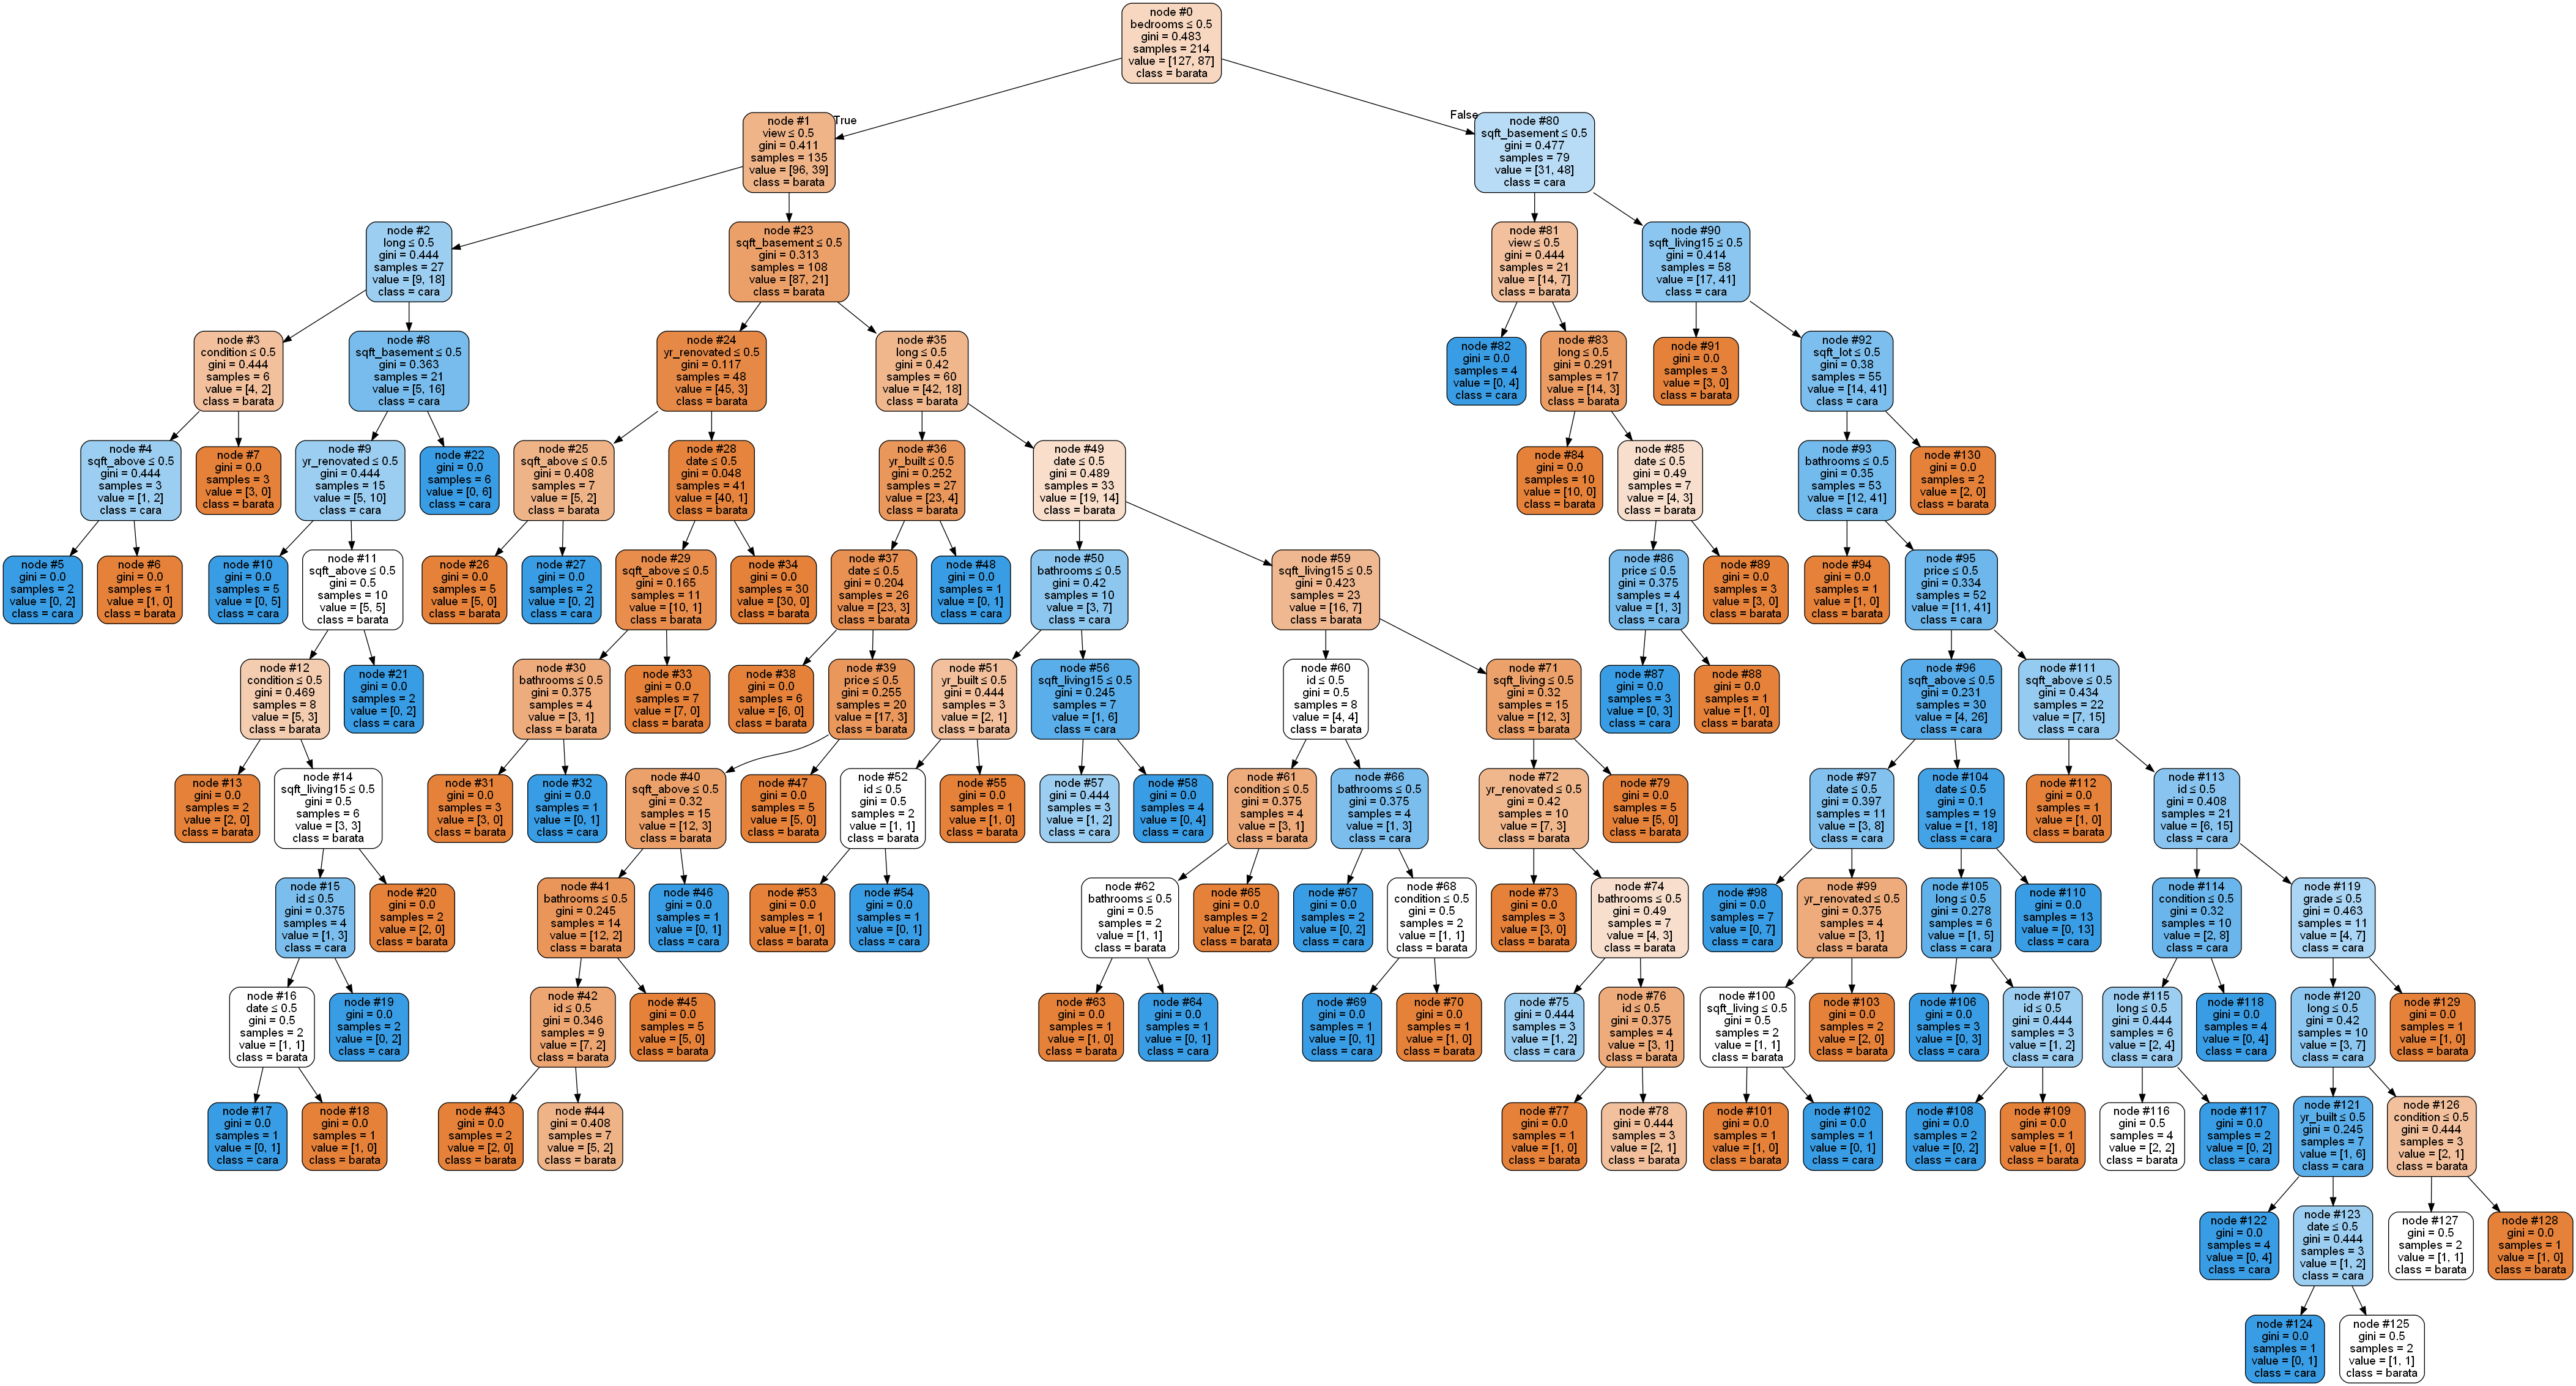 node #0
bedrooms ≤ 0.5
gini = 0.483
samples = 214
value = [127, 87]
class = barata
True
False
node #1
view ≤ 0.5
gini = 0.411
samples = 135
value = [96, 39]
class = barata
node #80
sqft_basement ≤ 0.5
gini = 0.477
samples = 79
value = [31, 48]
class = cara
node #2
long ≤ 0.5
gini = 0.444
samples = 27
value = [9, 18]
class = cara
node #23
sqft_basement ≤ 0.5
gini = 0.313
samples = 108
value = [87, 21]
class = barata
node #81
view ≤ 0.5
gini = 0.444
samples = 21
value = [14, 7]
class = barata
node #90
sqft_living15 ≤ 0.5
gini = 0.414
samples = 58
value = [17, 41]
class = cara
node #3
condition ≤ 0.5
gini = 0.444
samples = 6
value = [4, 2]
class = barata
node #8
sqft_basement ≤ 0.5
gini = 0.363
samples = 21
value = [5, 16]
class = cara
node #24
yr_renovated ≤ 0.5
gini = 0.117
samples = 48
value = [45, 3]
class = barata
node #35
long ≤ 0.5
gini = 0.42
samples = 60
value = [42, 18]
class = barata
node #82
gini = 0.0
samples = 4
value = [0, 4]
class = cara
node #83
long ≤ 0.5
gini = 0.291
samples = 17
value = [14, 3]
class = barata
node #91
gini = 0.0
samples = 3
value = [3, 0]
class = barata
node #92
sqft_lot ≤ 0.5
gini = 0.38
samples = 55
value = [14, 41]
class = cara
node #4
sqft_above ≤ 0.5
gini = 0.444
samples = 3
value = [1, 2]
class = cara
node #7
gini = 0.0
samples = 3
value = [3, 0]
class = barata
node #9
yr_renovated ≤ 0.5
gini = 0.444
samples = 15
value = [5, 10]
class = cara
node #22
gini = 0.0
samples = 6
value = [0, 6]
class = cara
node #25
sqft_above ≤ 0.5
gini = 0.408
samples = 7
value = [5, 2]
class = barata
node #28
date ≤ 0.5
gini = 0.048
samples = 41
value = [40, 1]
class = barata
node #36
yr_built ≤ 0.5
gini = 0.252
samples = 27
value = [23, 4]
class = barata
node #49
date ≤ 0.5
gini = 0.489
samples = 33
value = [19, 14]
class = barata
node #84
gini = 0.0
samples = 10
value = [10, 0]
class = barata
node #85
date ≤ 0.5
gini = 0.49
samples = 7
value = [4, 3]
class = barata
node #93
bathrooms ≤ 0.5
gini = 0.35
samples = 53
value = [12, 41]
class = cara
node #130
gini = 0.0
samples = 2
value = [2, 0]
class = barata
node #5
gini = 0.0
samples = 2
value = [0, 2]
class = cara
node #6
gini = 0.0
samples = 1
value = [1, 0]
class = barata
node #10
gini = 0.0
samples = 5
value = [0, 5]
class = cara
node #11
sqft_above ≤ 0.5
gini = 0.5
samples = 10
value = [5, 5]
class = barata
node #26
gini = 0.0
samples = 5
value = [5, 0]
class = barata
node #27
gini = 0.0
samples = 2
value = [0, 2]
class = cara
node #29
sqft_above ≤ 0.5
gini = 0.165
samples = 11
value = [10, 1]
class = barata
node #34
gini = 0.0
samples = 30
value = [30, 0]
class = barata
node #37
date ≤ 0.5
gini = 0.204
samples = 26
value = [23, 3]
class = barata
node #48
gini = 0.0
samples = 1
value = [0, 1]
class = cara
node #50
bathrooms ≤ 0.5
gini = 0.42
samples = 10
value = [3, 7]
class = cara
node #59
sqft_living15 ≤ 0.5
gini = 0.423
samples = 23
value = [16, 7]
class = barata
node #86
price ≤ 0.5
gini = 0.375
samples = 4
value = [1, 3]
class = cara
node #89
gini = 0.0
samples = 3
value = [3, 0]
class = barata
node #94
gini = 0.0
samples = 1
value = [1, 0]
class = barata
node #95
price ≤ 0.5
gini = 0.334
samples = 52
value = [11, 41]
class = cara
node #12
condition ≤ 0.5
gini = 0.469
samples = 8
value = [5, 3]
class = barata
node #21
gini = 0.0
samples = 2
value = [0, 2]
class = cara
node #30
bathrooms ≤ 0.5
gini = 0.375
samples = 4
value = [3, 1]
class = barata
node #33
gini = 0.0
samples = 7
value = [7, 0]
class = barata
node #38
gini = 0.0
samples = 6
value = [6, 0]
class = barata
node #39
price ≤ 0.5
gini = 0.255
samples = 20
value = [17, 3]
class = barata
node #51
yr_built ≤ 0.5
gini = 0.444
samples = 3
value = [2, 1]
class = barata
node #56
sqft_living15 ≤ 0.5
gini = 0.245
samples = 7
value = [1, 6]
class = cara
node #60
id ≤ 0.5
gini = 0.5
samples = 8
value = [4, 4]
class = barata
node #71
sqft_living ≤ 0.5
gini = 0.32
samples = 15
value = [12, 3]
class = barata
node #87
gini = 0.0
samples = 3
value = [0, 3]
class = cara
node #88
gini = 0.0
samples = 1
value = [1, 0]
class = barata
node #96
sqft_above ≤ 0.5
gini = 0.231
samples = 30
value = [4, 26]
class = cara
node #111
sqft_above ≤ 0.5
gini = 0.434
samples = 22
value = [7, 15]
class = cara
node #13
gini = 0.0
samples = 2
value = [2, 0]
class = barata
node #14
sqft_living15 ≤ 0.5
gini = 0.5
samples = 6
value = [3, 3]
class = barata
node #31
gini = 0.0
samples = 3
value = [3, 0]
class = barata
node #32
gini = 0.0
samples = 1
value = [0, 1]
class = cara
node #40
sqft_above ≤ 0.5
gini = 0.32
samples = 15
value = [12, 3]
class = barata
node #47
gini = 0.0
samples = 5
value = [5, 0]
class = barata
node #52
id ≤ 0.5
gini = 0.5
samples = 2
value = [1, 1]
class = barata
node #55
gini = 0.0
samples = 1
value = [1, 0]
class = barata
node #57
gini = 0.444
samples = 3
value = [1, 2]
class = cara
node #58
gini = 0.0
samples = 4
value = [0, 4]
class = cara
node #61
condition ≤ 0.5
gini = 0.375
samples = 4
value = [3, 1]
class = barata
node #66
bathrooms ≤ 0.5
gini = 0.375
samples = 4
value = [1, 3]
class = cara
node #72
yr_renovated ≤ 0.5
gini = 0.42
samples = 10
value = [7, 3]
class = barata
node #79
gini = 0.0
samples = 5
value = [5, 0]
class = barata
node #97
date ≤ 0.5
gini = 0.397
samples = 11
value = [3, 8]
class = cara
node #104
date ≤ 0.5
gini = 0.1
samples = 19
value = [1, 18]
class = cara
node #112
gini = 0.0
samples = 1
value = [1, 0]
class = barata
node #113
id ≤ 0.5
gini = 0.408
samples = 21
value = [6, 15]
class = cara
node #15
id ≤ 0.5
gini = 0.375
samples = 4
value = [1, 3]
class = cara
node #20
gini = 0.0
samples = 2
value = [2, 0]
class = barata
node #41
bathrooms ≤ 0.5
gini = 0.245
samples = 14
value = [12, 2]
class = barata
node #46
gini = 0.0
samples = 1
value = [0, 1]
class = cara
node #53
gini = 0.0
samples = 1
value = [1, 0]
class = barata
node #54
gini = 0.0
samples = 1
value = [0, 1]
class = cara
node #62
bathrooms ≤ 0.5
gini = 0.5
samples = 2
value = [1, 1]
class = barata
node #65
gini = 0.0
samples = 2
value = [2, 0]
class = barata
node #67
gini = 0.0
samples = 2
value = [0, 2]
class = cara
node #68
condition ≤ 0.5
gini = 0.5
samples = 2
value = [1, 1]
class = barata
node #73
gini = 0.0
samples = 3
value = [3, 0]
class = barata
node #74
bathrooms ≤ 0.5
gini = 0.49
samples = 7
value = [4, 3]
class = barata
node #98
gini = 0.0
samples = 7
value = [0, 7]
class = cara
node #99
yr_renovated ≤ 0.5
gini = 0.375
samples = 4
value = [3, 1]
class = barata
node #105
long ≤ 0.5
gini = 0.278
samples = 6
value = [1, 5]
class = cara
node #110
gini = 0.0
samples = 13
value = [0, 13]
class = cara
node #114
condition ≤ 0.5
gini = 0.32
samples = 10
value = [2, 8]
class = cara
node #119
grade ≤ 0.5
gini = 0.463
samples = 11
value = [4, 7]
class = cara
node #16
date ≤ 0.5
gini = 0.5
samples = 2
value = [1, 1]
class = barata
node #19
gini = 0.0
samples = 2
value = [0, 2]
class = cara
node #42
id ≤ 0.5
gini = 0.346
samples = 9
value = [7, 2]
class = barata
node #45
gini = 0.0
samples = 5
value = [5, 0]
class = barata
node #63
gini = 0.0
samples = 1
value = [1, 0]
class = barata
node #64
gini = 0.0
samples = 1
value = [0, 1]
class = cara
node #69
gini = 0.0
samples = 1
value = [0, 1]
class = cara
node #70
gini = 0.0
samples = 1
value = [1, 0]
class = barata
node #75
gini = 0.444
samples = 3
value = [1, 2]
class = cara
node #76
id ≤ 0.5
gini = 0.375
samples = 4
value = [3, 1]
class = barata
node #100
sqft_living ≤ 0.5
gini = 0.5
samples = 2
value = [1, 1]
class = barata
node #103
gini = 0.0
samples = 2
value = [2, 0]
class = barata
node #106
gini = 0.0
samples = 3
value = [0, 3]
class = cara
node #107
id ≤ 0.5
gini = 0.444
samples = 3
value = [1, 2]
class = cara
node #115
long ≤ 0.5
gini = 0.444
samples = 6
value = [2, 4]
class = cara
node #118
gini = 0.0
samples = 4
value = [0, 4]
class = cara
node #120
long ≤ 0.5
gini = 0.42
samples = 10
value = [3, 7]
class = cara
node #129
gini = 0.0
samples = 1
value = [1, 0]
class = barata
node #17
gini = 0.0
samples = 1
value = [0, 1]
class = cara
node #18
gini = 0.0
samples = 1
value = [1, 0]
class = barata
node #43
gini = 0.0
samples = 2
value = [2, 0]
class = barata
node #44
gini = 0.408
samples = 7
value = [5, 2]
class = barata
node #77
gini = 0.0
samples = 1
value = [1, 0]
class = barata
node #78
gini = 0.444
samples = 3
value = [2, 1]
class = barata
node #101
gini = 0.0
samples = 1
value = [1, 0]
class = barata
node #102
gini = 0.0
samples = 1
value = [0, 1]
class = cara
node #108
gini = 0.0
samples = 2
value = [0, 2]
class = cara
node #109
gini = 0.0
samples = 1
value = [1, 0]
class = barata
node #116
gini = 0.5
samples = 4
value = [2, 2]
class = barata
node #117
gini = 0.0
samples = 2
value = [0, 2]
class = cara
node #121
yr_built ≤ 0.5
gini = 0.245
samples = 7
value = [1, 6]
class = cara
node #126
condition ≤ 0.5
gini = 0.444
samples = 3
value = [2, 1]
class = barata
node #122
gini = 0.0
samples = 4
value = [0, 4]
class = cara
node #123
date ≤ 0.5
gini = 0.444
samples = 3
value = [1, 2]
class = cara
node #127
gini = 0.5
samples = 2
value = [1, 1]
class = barata
node #128
gini = 0.0
samples = 1
value = [1, 0]
class = barata
node #124
gini = 0.0
samples = 1
value = [0, 1]
class = cara
node #125
gini = 0.5
samples = 2
value = [1, 1]
class = barata